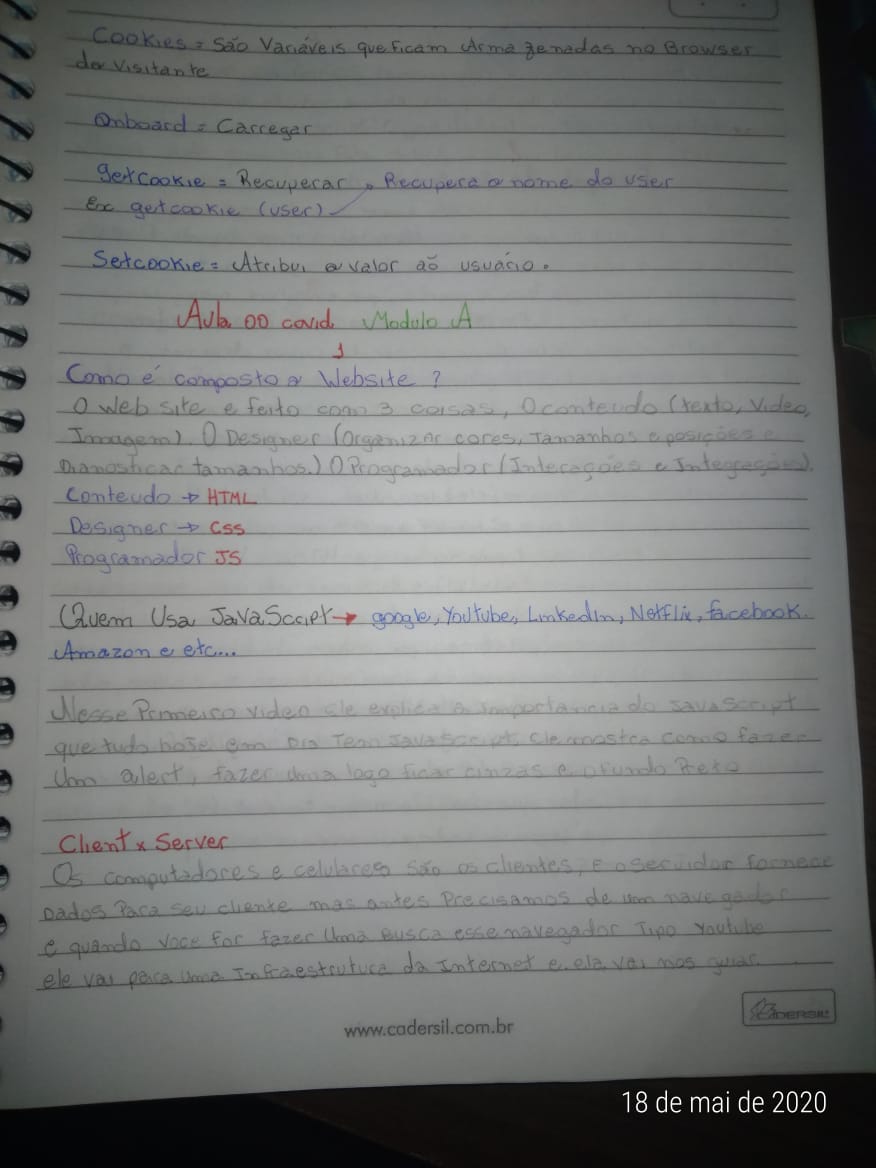 Cookies = São Variáveis que ficam Armazenadas no Browser
do Visitante
Onboard = Carregar
getCookie = Recuperar Recupera o nome do user
Ex getcookie (user)
Setcookie = Atribui o valor aõ usuário.
Aula 00 covid Modulo A
1
Como é composto o Website ?
O Web site e feito com 3 coisas, O conteudo (texto, Video,
Imagem). O Designer (Organizar cores, Tamanhos e posições e
Dianosticar tamanhos.) O Programador (Interações e Integrações).
Conteudo → HTML
Designer → Css
Programador JS
Quem Usa JavaScript → google, Youtube, Linkedin, Netflix, facebook.
Amazon e etc...
Nesse Primeiro video ele explica a importancia do JavaScript
que tudo hoje em Dia Tem JavaScript, ele mostra como fazer
Um alert, fazer uma logo ficar cinzas e o fundo Preto
Client x Server
Os computadores e celulares são os clientes, e o servidor fornece
Dados Para seu cliente mas antes Precisamos de um navegador
e quando voce for fazer Uma Busca esse navegador Tipo Youtube
ele vai para Uma Infraestrutura da Internet e ela vai nos guiar
www.cadersil.com.br
CADERSIL
18 de mai de 2020